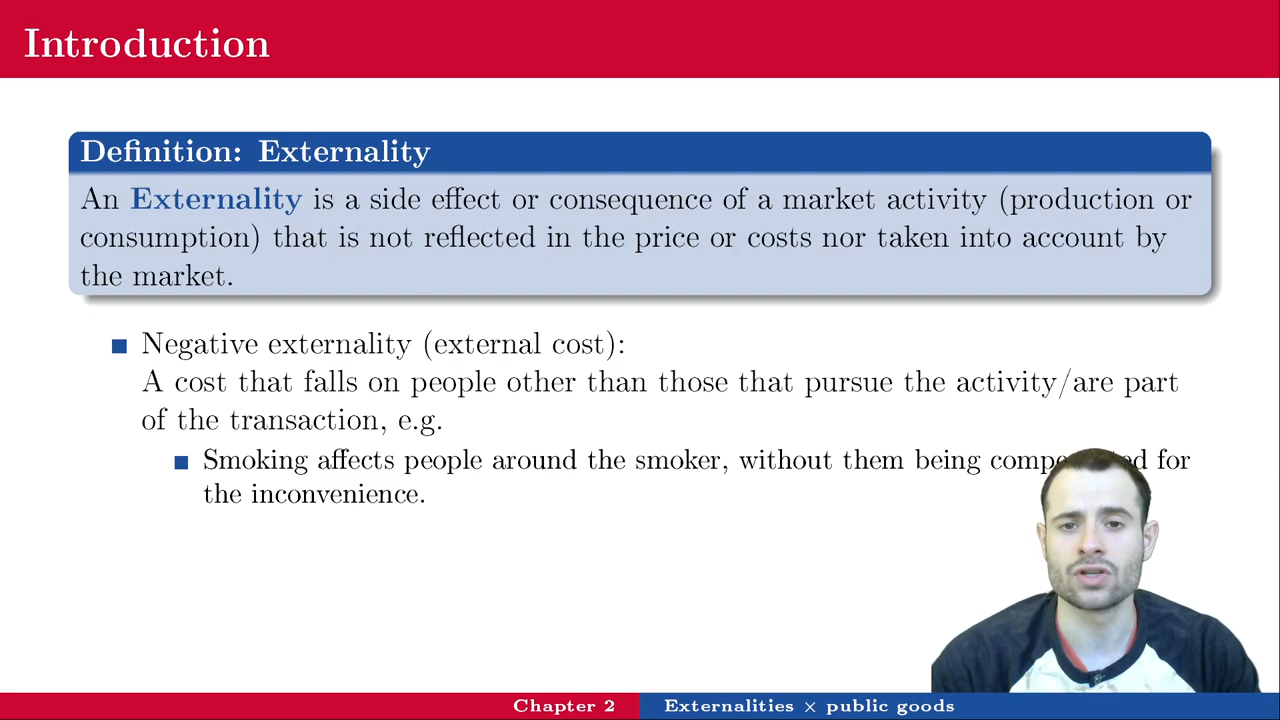 Introduction
Definition: Externality
An Externality is a side effect or consequence of a market activity (production or
consumption) that is not reflected in the price or costs nor taken into account by
the market.
Negative externality (external cost):
A cost that falls on people other than those that pursue the activity/are part
of the transaction, e.g.
Smoking affects people around the smoker, without them being for
the inconvenience.
Chapter 2
Externalities × public goods